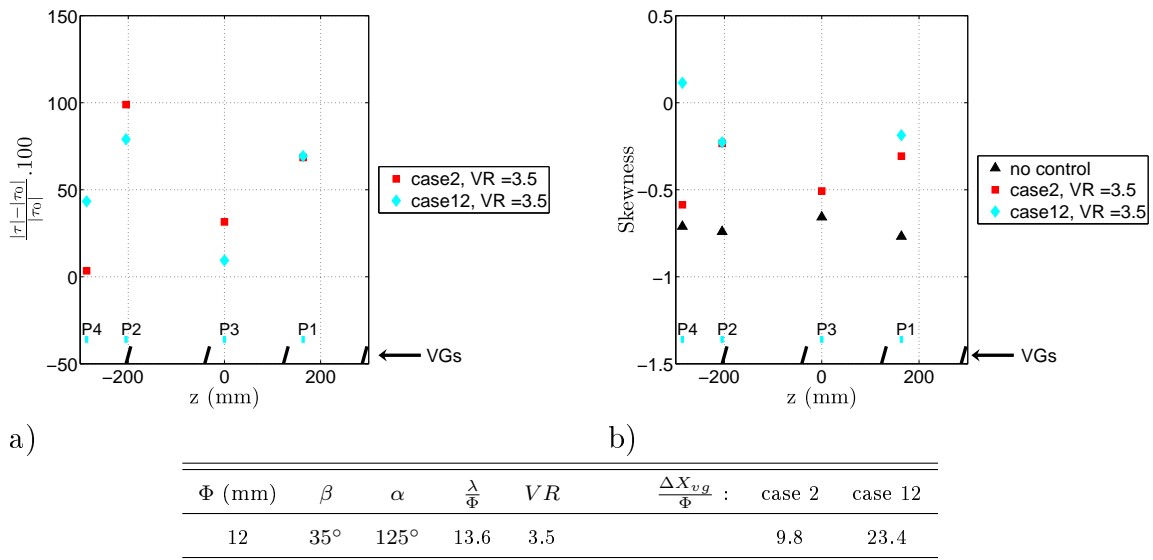 150
100
50
0
−50
|τ|−|τ₀| / |τ₀| .100
P4 P2 P3 P1
VGs
−200 0 200
z (mm)
case2, VR =3.5
case12, VR =3.5
a)
0.5
0
−0.5
−1
−1.5
Skewness
P4 P2 P3 P1
VGs
−200 0 200
z (mm)
no control
case2, VR =3.5
case12, VR =3.5
b)
Φ (mm) β α λ/Φ VR ΔX_vg/Φ : case 2 case 12
12 35° 125° 13.6 3.5 9.8 23.4